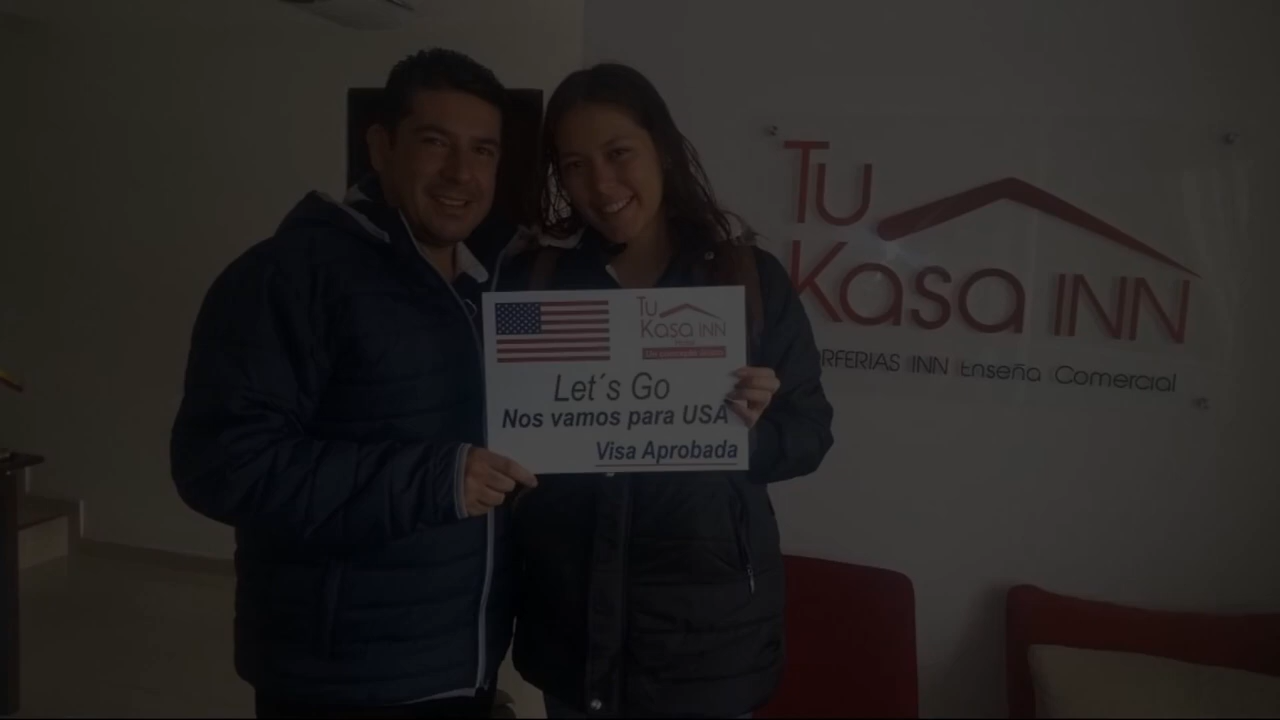 Tu
Kasa INN
RFERIAS INN Enseña Comercial
Tu
Kasa INN
Let´s Go
Nos vamos para USA
Visa Aprobada